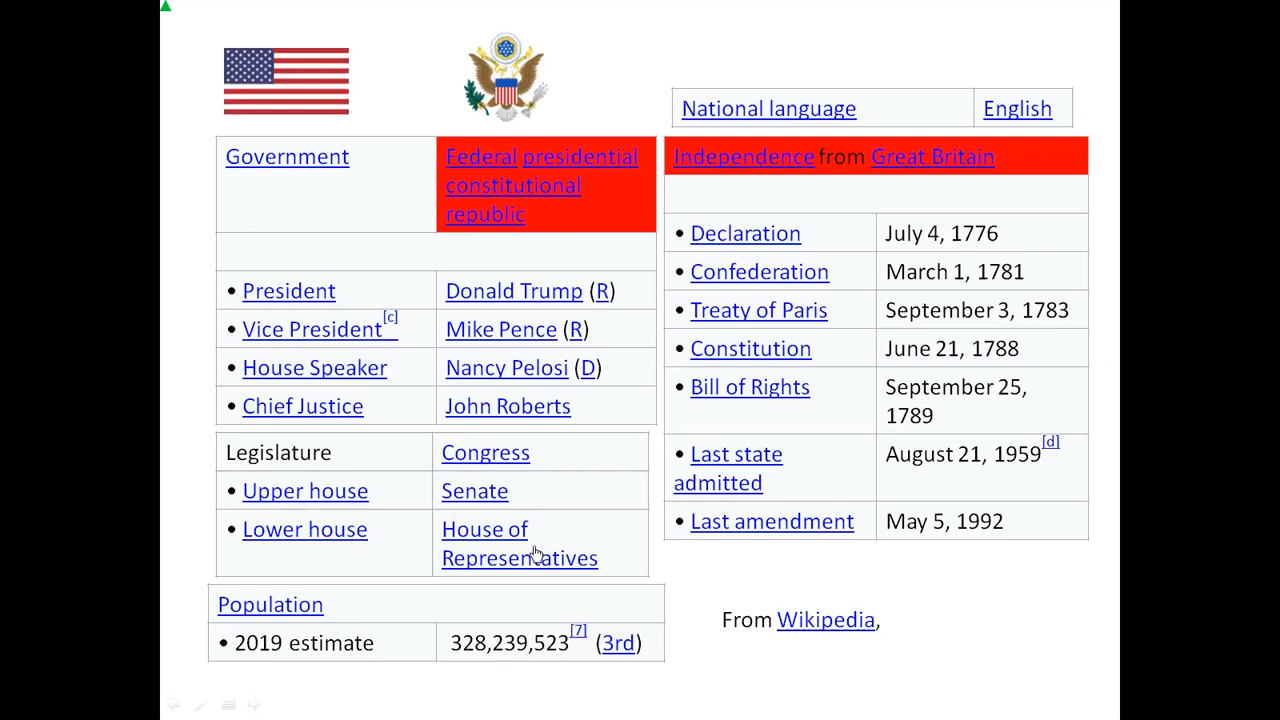 National language English
Government Federal presidential
constitutional
republic
• President Donald Trump (R)
• Vice President[c] Mike Pence (R)
• House Speaker Nancy Pelosi (D)
• Chief Justice John Roberts
Legislature Congress
• Upper house Senate
• Lower house House of
Representatives
Population
• 2019 estimate 328,239,523[7] (3rd)
Independence from Great Britain
• Declaration July 4, 1776
• Confederation March 1, 1781
• Treaty of Paris September 3, 1783
• Constitution June 21, 1788
• Bill of Rights September 25,
1789
• Last state August 21, 1959[d]
admitted
• Last amendment May 5, 1992
From Wikipedia,